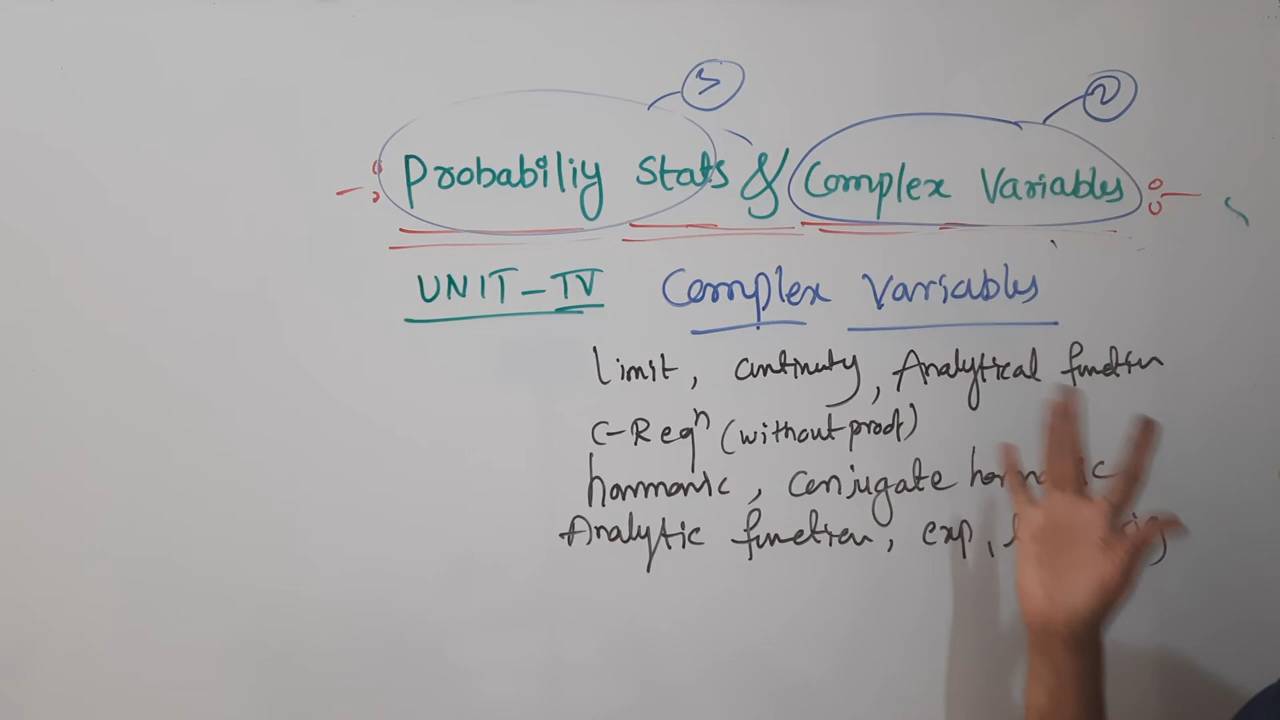 3 2
: Probabiliy Stats & Complex Variables :
UNIT-IV Complex Variables
Limit, continuty, Analytical function
C-R eqⁿ (without proof)
harmonic, Conjugate
Analytic function, exp,